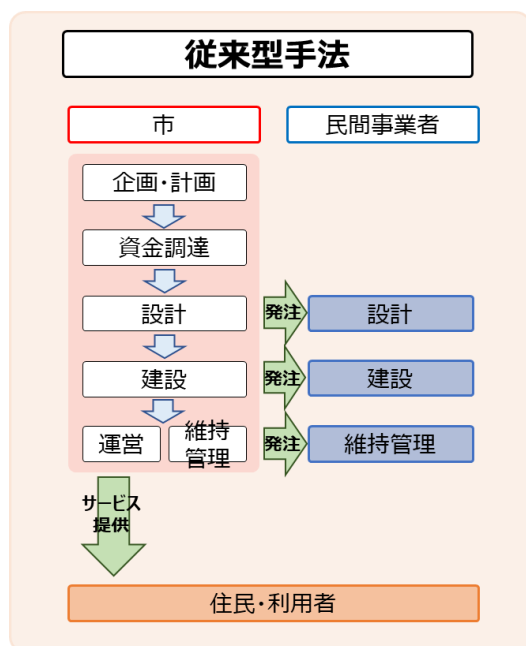 従来型手法
市
民間事業者
企画・計画
資金調達
設計
発注
設計
建設
発注
建設
運営
維持
管理
発注
維持管理
サービス
提供
住民・利用者